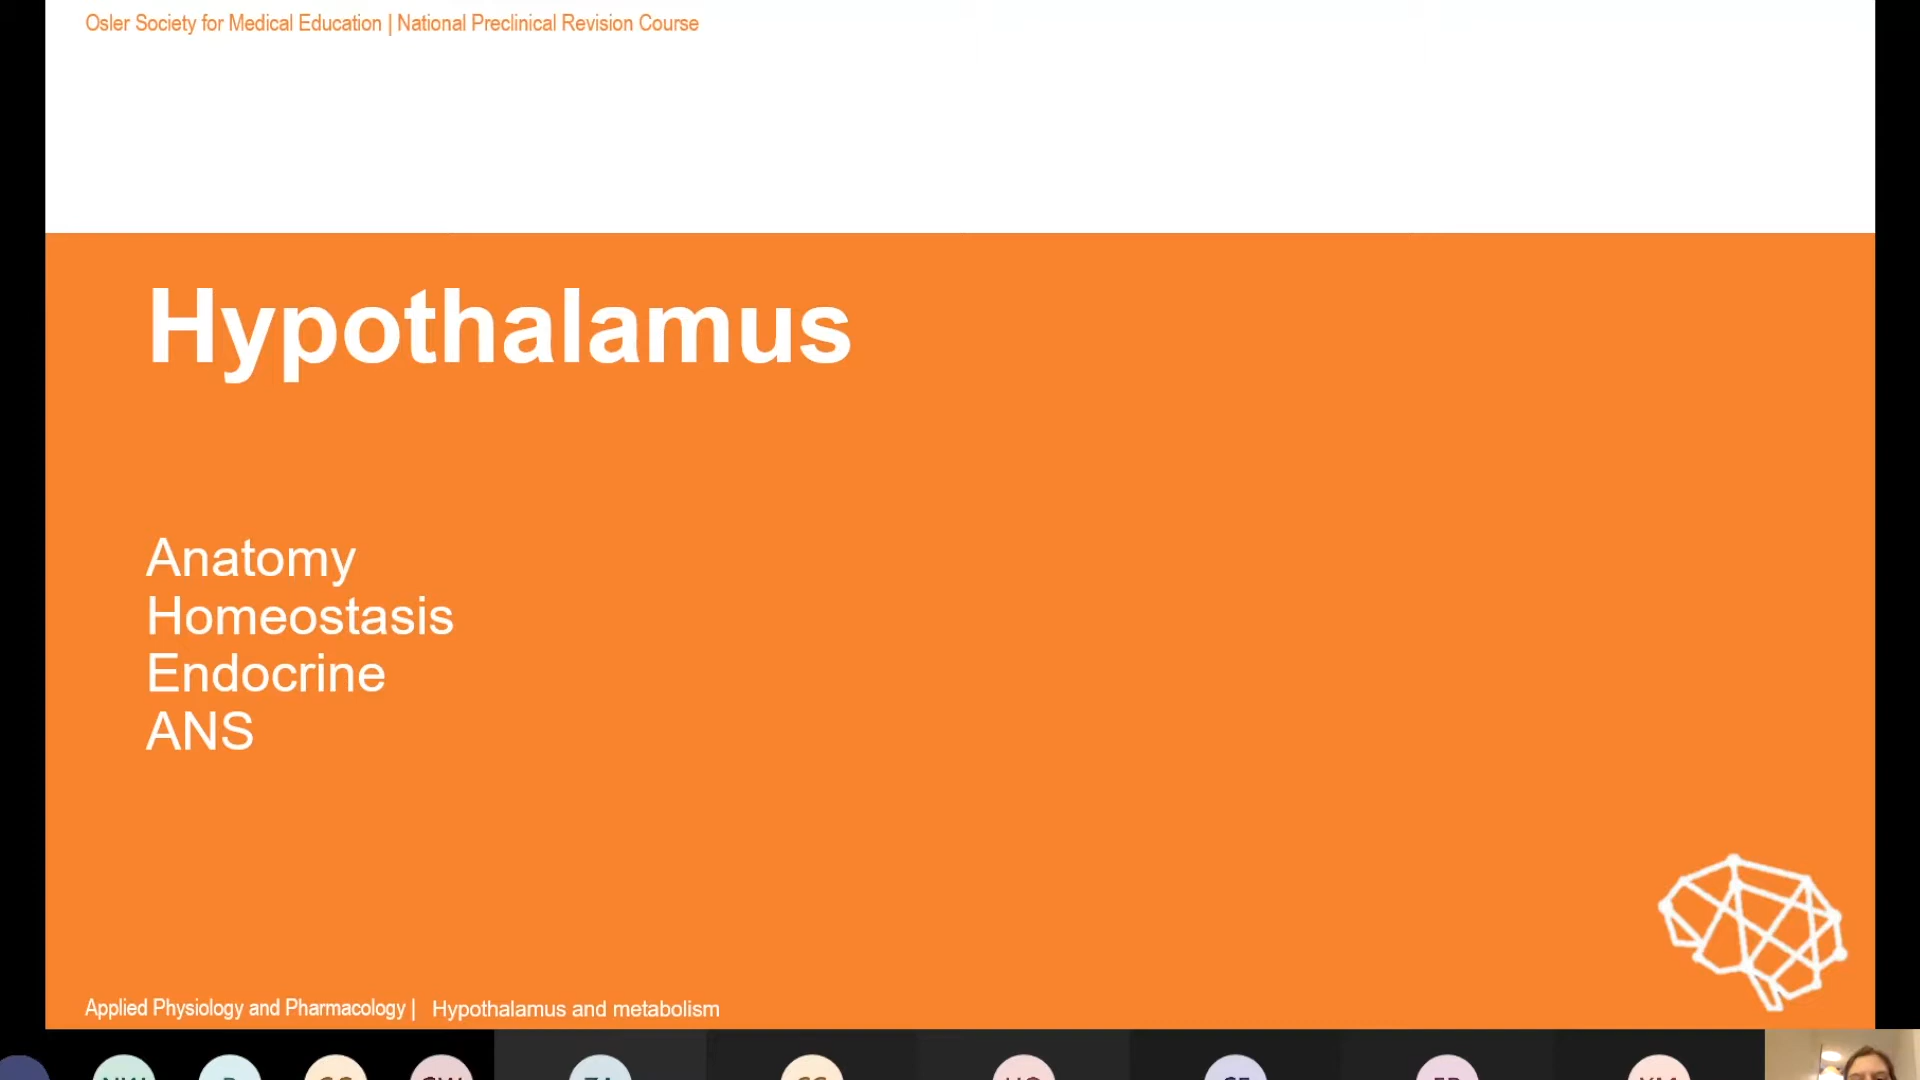 Osler Society for Medical Education | National Preclinical Revision Course
Hypothalamus
Anatomy
Homeostasis
Endocrine
ANS
Applied Physiology and Pharmacology | Hypothalamus and metabolism